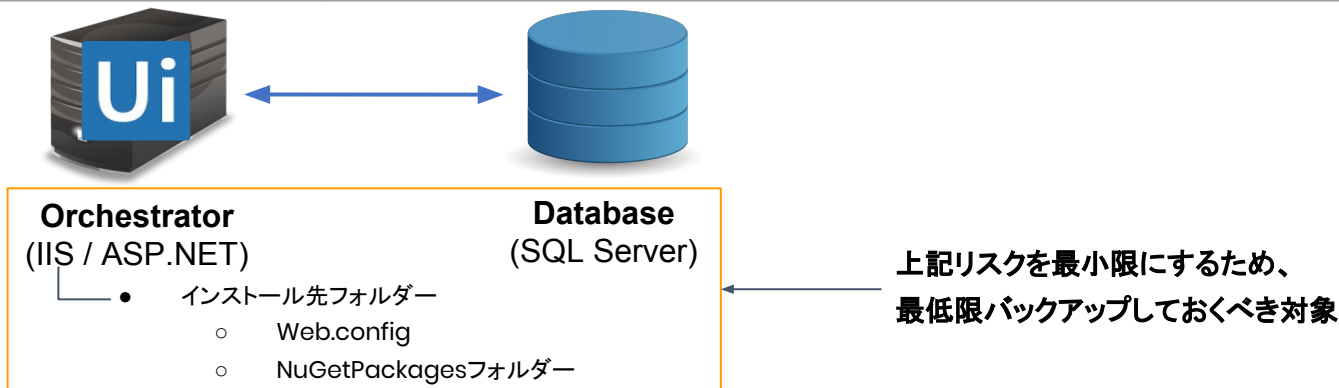 Ui
Orchestrator
(IIS / ASP.NET)
● インストール先フォルダー
○ Web.config
○ NuGetPackagesフォルダー
Database
(SQL Server)
上記リスクを最小限にするため、
最低限バックアップしておくべき対象